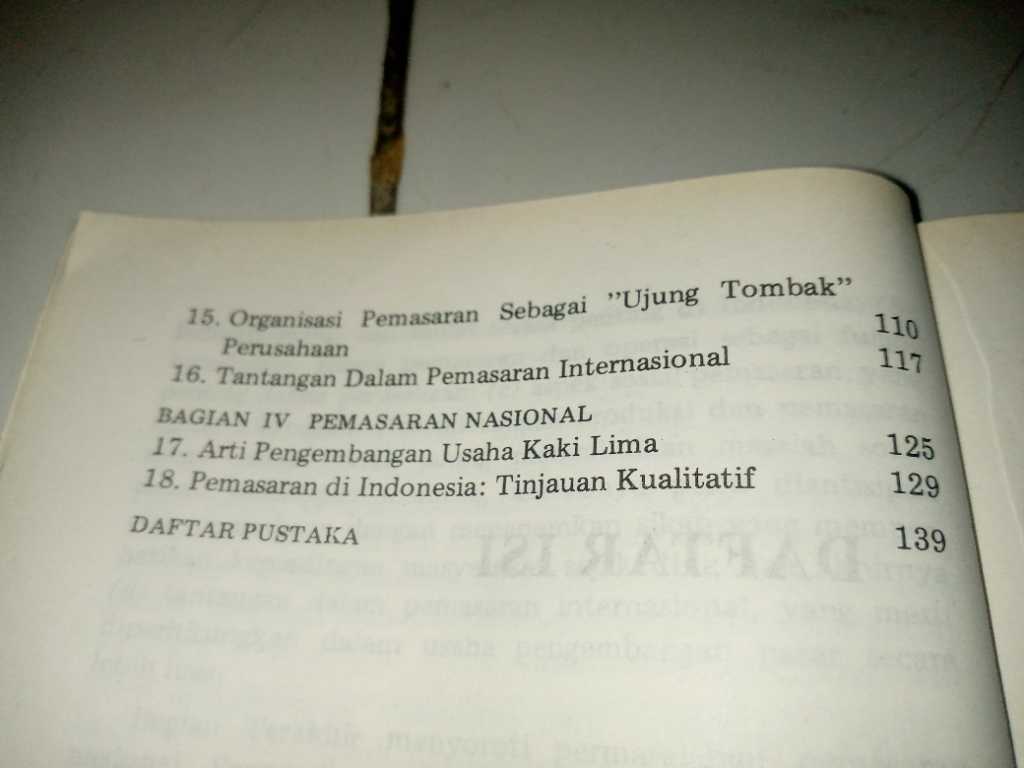 15. Organisasi Pemasaran Sebagai ”Ujung Tombak”
Perusahaan 110
16. Tantangan Dalam Pemasaran Internasional 117
BAGIAN IV PEMASARAN NASIONAL
17. Arti Pengembangan Usaha Kaki Lima 125
18. Pemasaran di Indonesia: Tinjauan Kualitatif 129
DAFTAR PUSTAKA 139